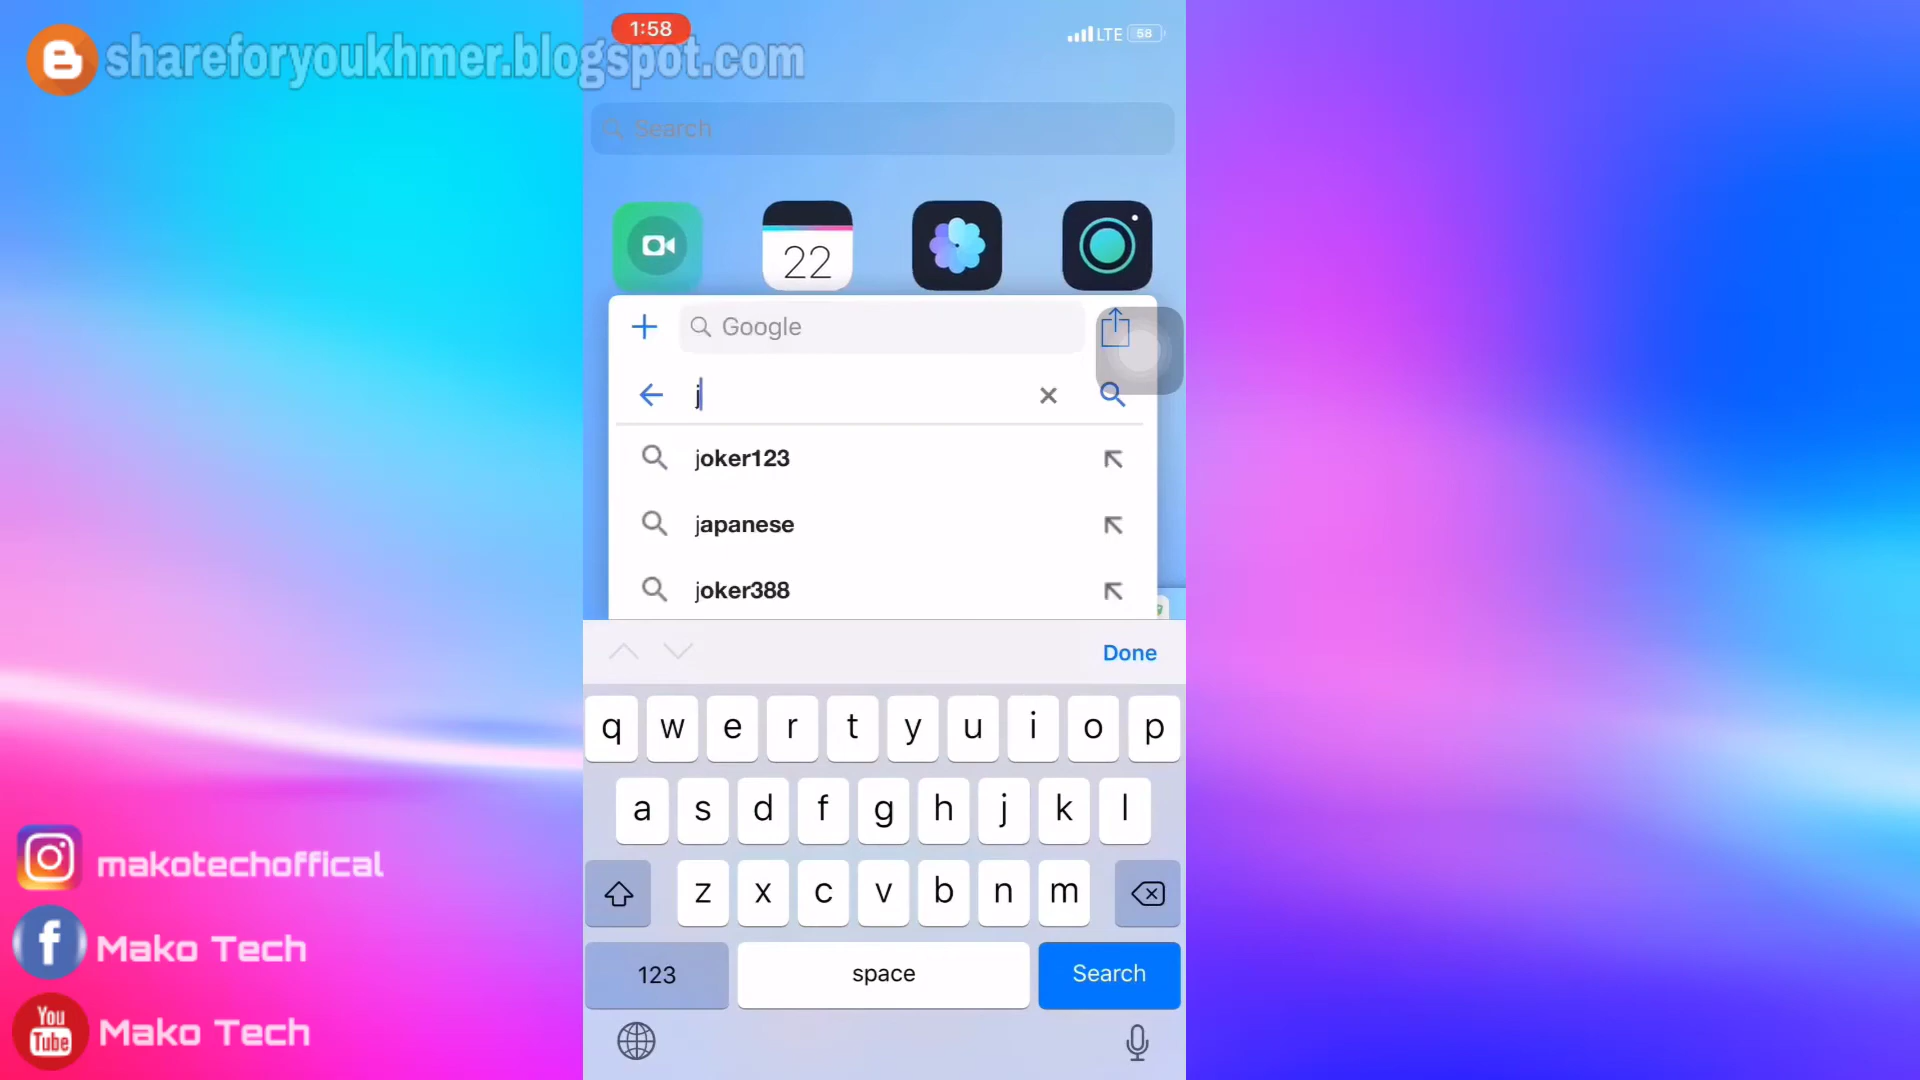 shareforyoukhmer.blogspot.com
1:58
LTE 58
Search
22
Google
j
joker123
japanese
joker388
Done
q w e r t y u i o p
a s d f g h j k l
z x c v b n m
123 space Search
makotechoffical
Mako Tech
You Tube Mako Tech